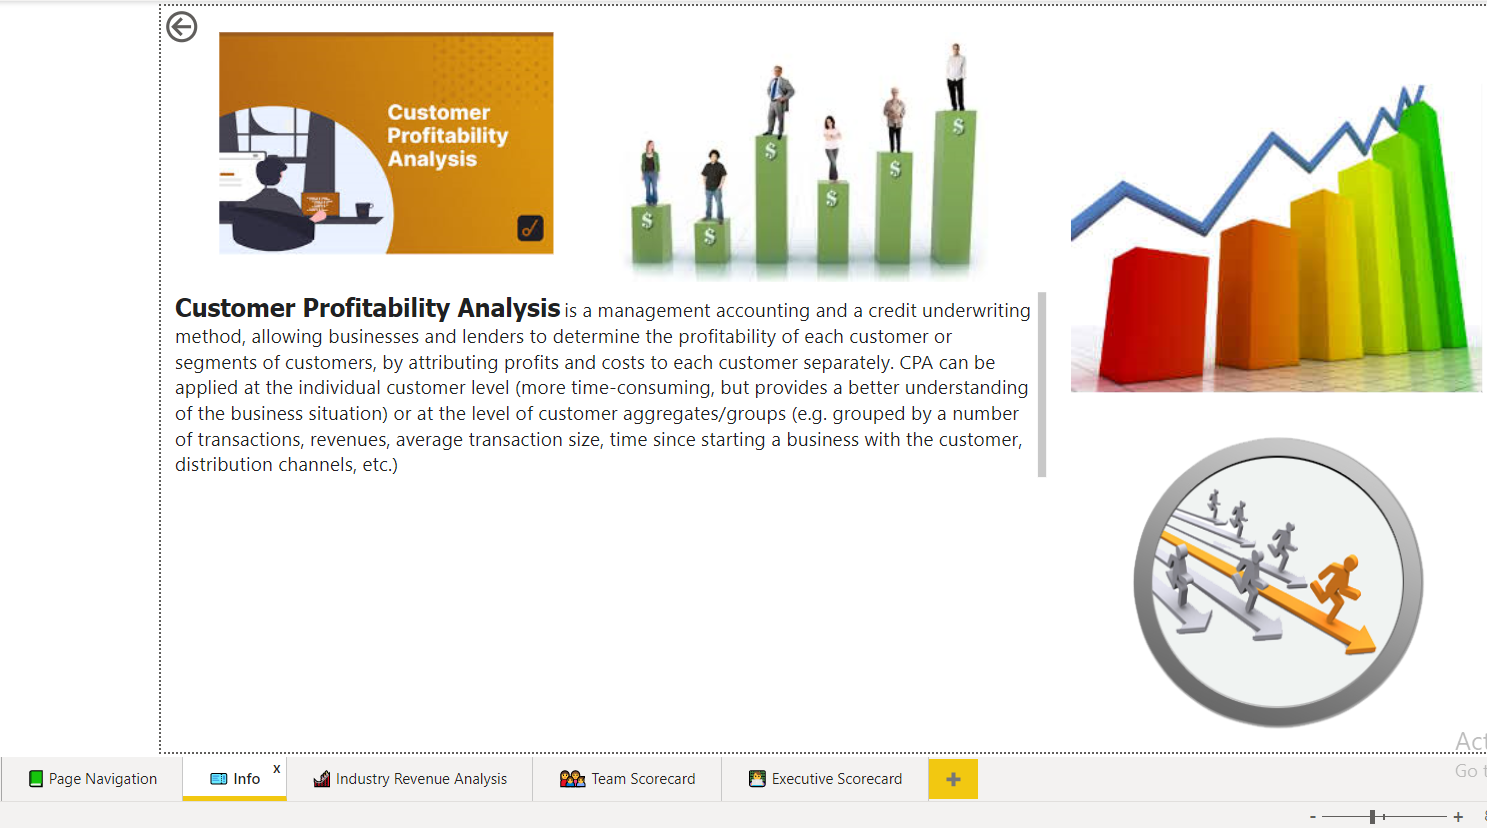 Customer
Profitability
Analysis
$
$
$
$
$
$
Customer Profitability Analysis is a management accounting and a credit underwriting
method, allowing businesses and lenders to determine the profitability of each customer or
segments of customers, by attributing profits and costs to each customer separately. CPA can be
applied at the individual customer level (more time-consuming, but provides a better understanding
of the business situation) or at the level of customer aggregates/groups (e.g. grouped by a number
of transactions, revenues, average transaction size, time since starting a business with the customer,
distribution channels, etc.)
Act
Go t
Page Navigation
Info x
Industry Revenue Analysis
Team Scorecard
Executive Scorecard
+
- +